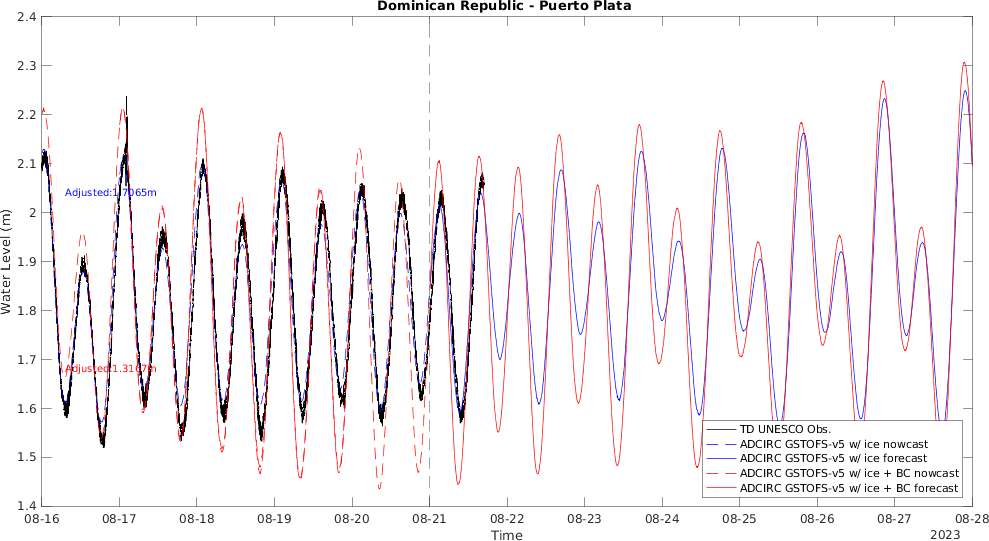 Dominican Republic - Puerto Plata
2.4
2.3
2.2
2.1
2
1.9
1.8
1.7
1.6
1.5
1.4
Water Level (m)
Adjusted:1.7065m
Adjusted:1.3167m
TD UNESCO Obs.
ADCIRC GSTOFS-v5 w/ ice nowcast
ADCIRC GSTOFS-v5 w/ ice forecast
ADCIRC GSTOFS-v5 w/ ice + BC nowcast
ADCIRC GSTOFS-v5 w/ ice + BC forecast
08-16 08-17 08-18 08-19 08-20 08-21 08-22 08-23 08-24 08-25 08-26 08-27 08-28
Time
2023